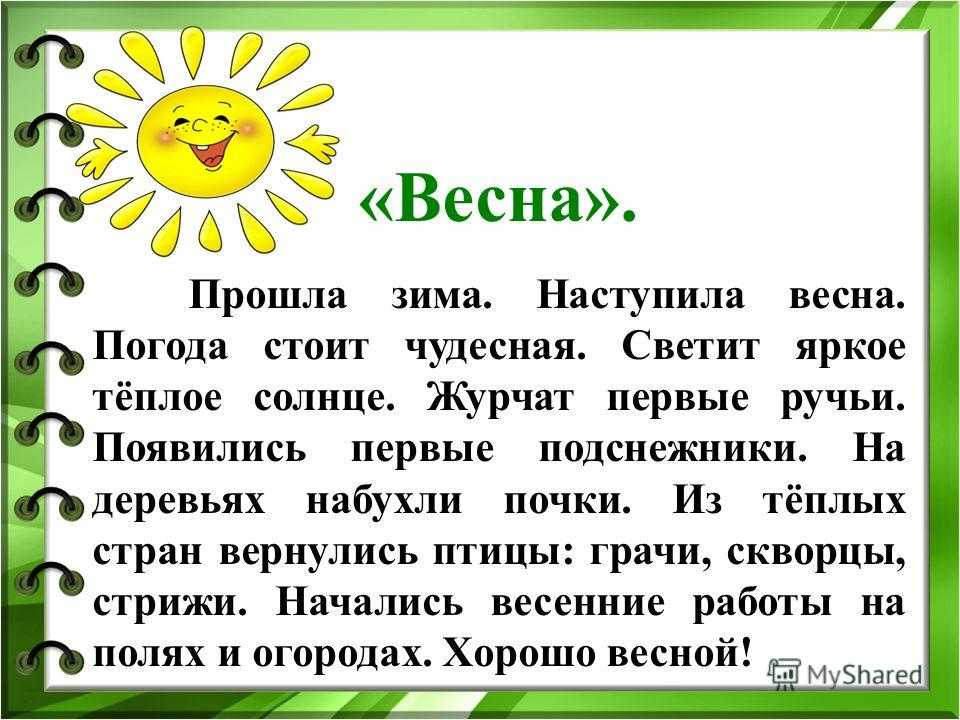 «Весна».
Прошла зима. Наступила весна.
Погода стоит чудесная. Светит яркое
тёплое солнце. Журчат первые ручьи.
Появились первые подснежники. На
деревьях набухли почки. Из тёплых
стран вернулись птицы: грачи, скворцы,
стрижи. Начались весенние работы на
полях и огородах. Хорошо весной!
MyShared